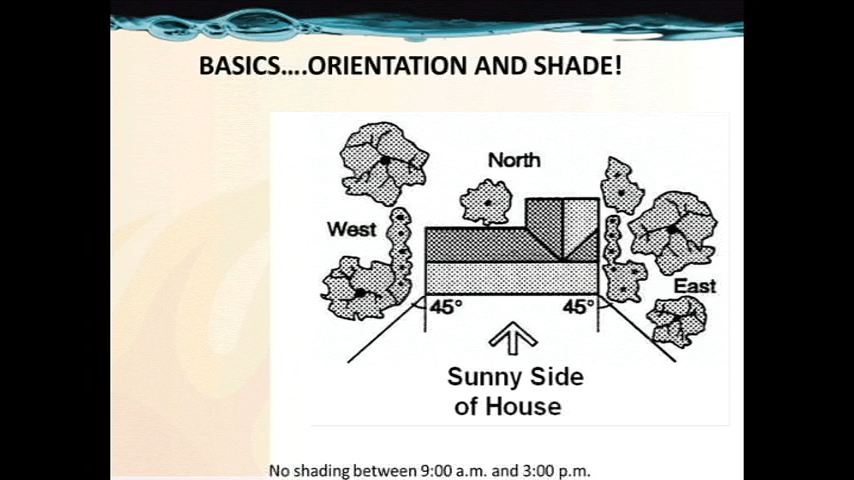 BASICS....ORIENTATION AND SHADE!
North
West
East
45°
45°
Sunny Side
of House
No shading between 9:00 a.m. and 3:00 p.m.